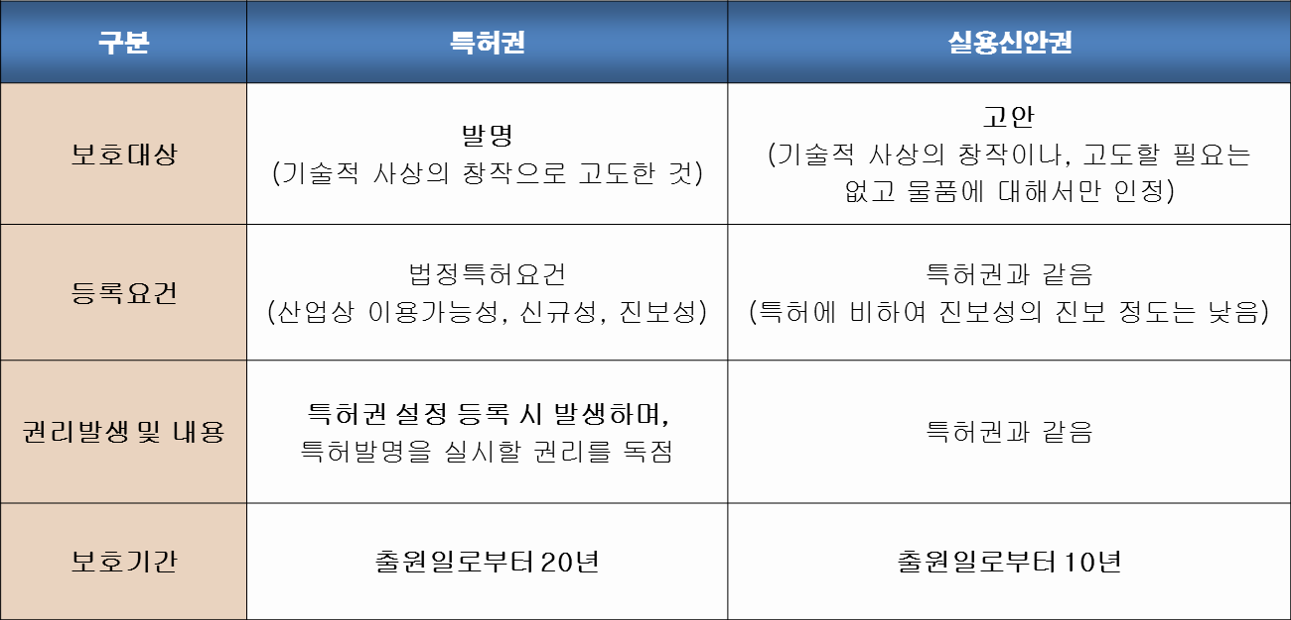 구분
특허권
실용신안권
보호대상
발명
(기술적 사상의 창작으로 고도한 것)
고안
(기술적 사상의 창작이나, 고도할 필요는
없고 물품에 대해서만 인정)
등록요건
법정특허요건
(산업상 이용가능성, 신규성, 진보성)
특허권과 같음
(특허에 비하여 진보성의 진보 정도는 낮음)
권리발생 및 내용
특허권 설정 등록 시 발생하며,
특허발명을 실시할 권리를 독점
특허권과 같음
보호기간
출원일로부터 20년
출원일로부터 10년